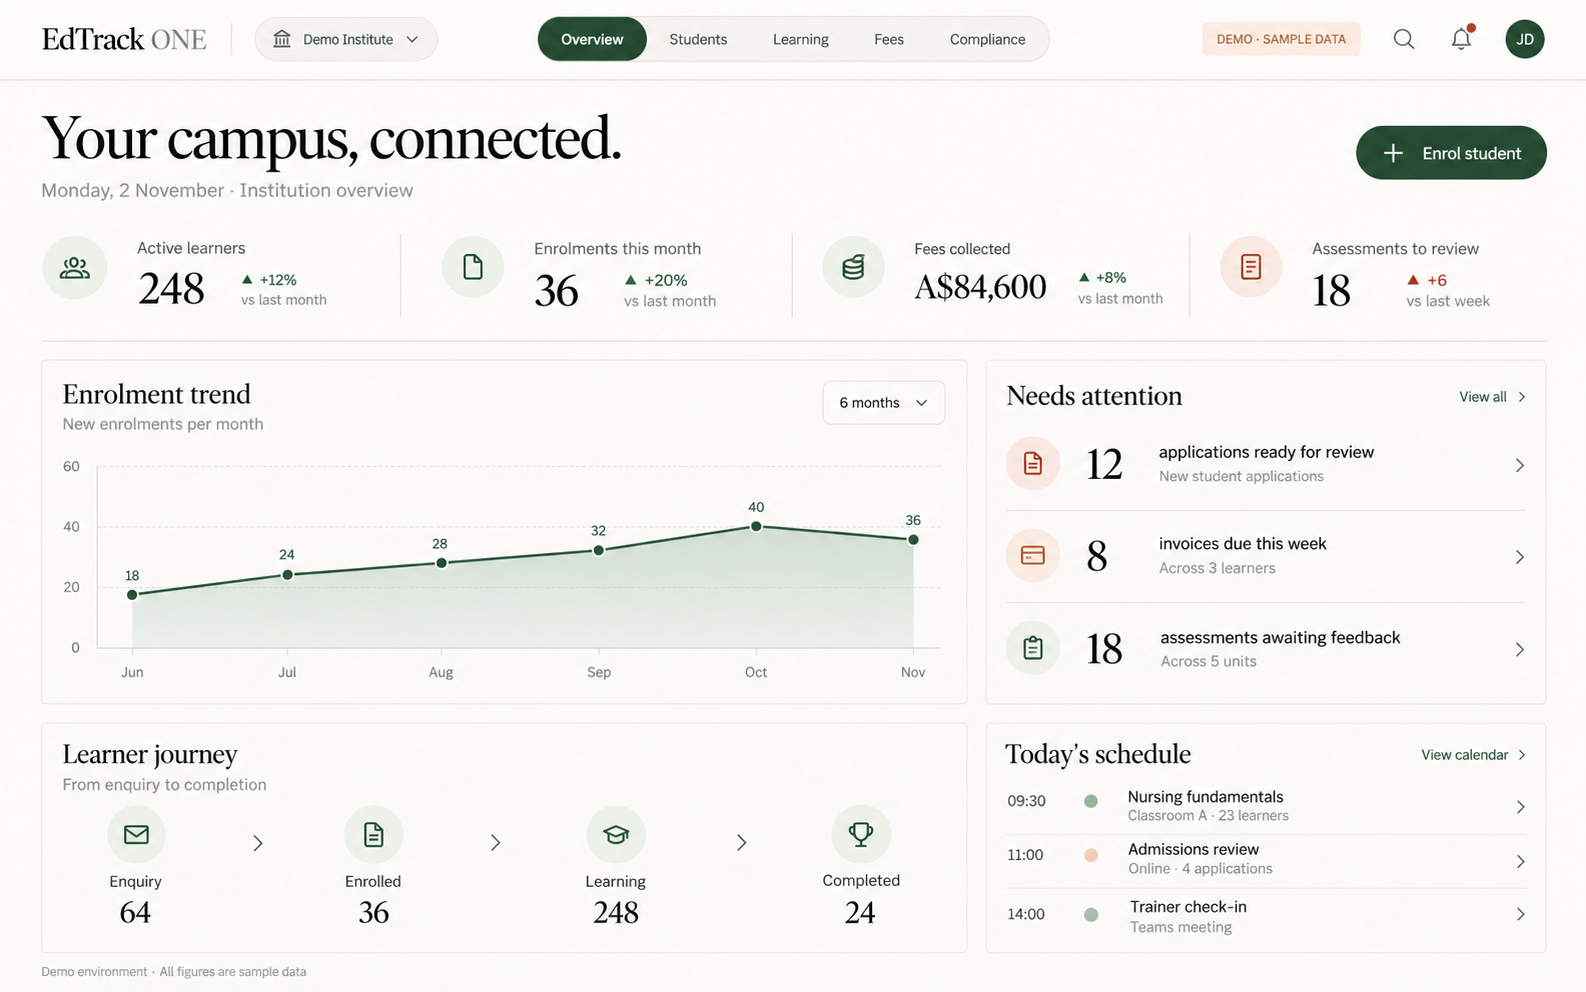 EdTrack ONE
Demo Institute
Overview
Students
Learning
Fees
Compliance
DEMO · SAMPLE DATA
JD
Your campus, connected.
Monday, 2 November · Institution overview
Enrol student
Active learners
248
▲ +12%
vs last month
Enrolments this month
36
▲ +20%
vs last month
Fees collected
A$84,600
▲ +8%
vs last month
Assessments to review
18
▲ +6
vs last week
Enrolment trend
New enrolments per month
6 months
60
40
20
0
18
24
28
32
40
36
Jun
Jul
Aug
Sep
Oct
Nov
Needs attention
View all
12
applications ready for review
New student applications
8
invoices due this week
Across 3 learners
18
assessments awaiting feedback
Across 5 units
Learner journey
From enquiry to completion
Enquiry
64
Enrolled
36
Learning
248
Completed
24
Today's schedule
View calendar
09:30
Nursing fundamentals
Classroom A · 23 learners
11:00
Admissions review
Online · 4 applications
14:00
Trainer check-in
Teams meeting
Demo environment · All figures are sample data